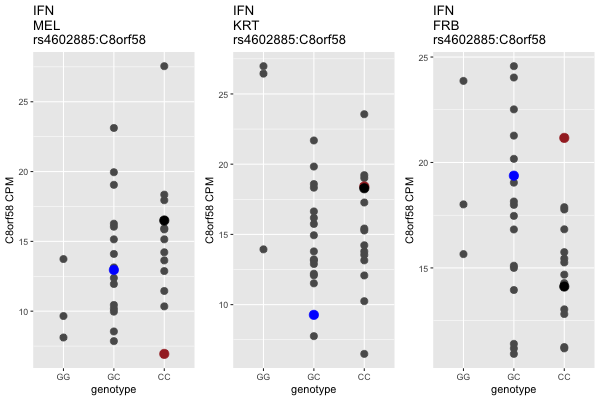 IFN
MEL
rs4602885:C8orf58
C8orf58 CPM
25
20
15
10
GG GC CC
genotype
IFN
KRT
rs4602885:C8orf58
C8orf58 CPM
25
20
15
10
GG GC CC
genotype
IFN
FRB
rs4602885:C8orf58
C8orf58 CPM
25
20
15
GG GC CC
genotype